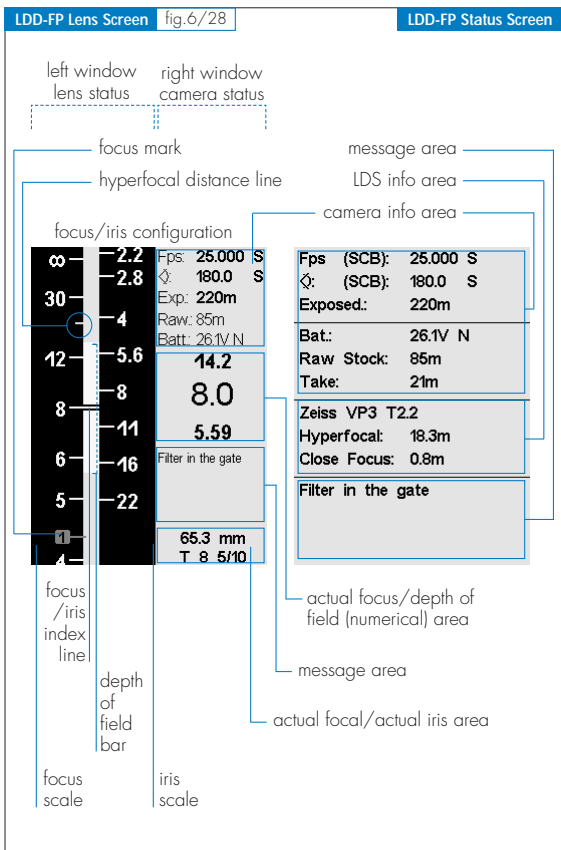 LDD-FP Lens Screen fig.6/28
LDD-FP Status Screen
left window
lens status
right window
camera status
focus mark
hyperfocal distance line
focus/iris configuration
message area
LDS info area
camera info area
∞
30
12
8
6
5
1
4
2.2
2.8
4
5.6
8
11
16
22
Fps: 25.000 S
180.0 S
Exp.: 220m
Raw: 85m
Batt.: 26.1V N
14.2
8.0
5.59
Filter in the gate
65.3 mm
T 8 5/10
Fps (SCB): 25.000 S
(SCB): 180.0 S
Exposed.: 220m
Bat.: 26.1V N
Raw Stock: 85m
Take: 21m
Zeiss VP3 T2.2
Hyperfocal: 18.3m
Close Focus: 0.8m
Filter in the gate
focus
/iris
index
line
depth
of
field
bar
focus
scale
iris
scale
actual focus/depth of
field (numerical) area
message area
actual focal/actual iris area